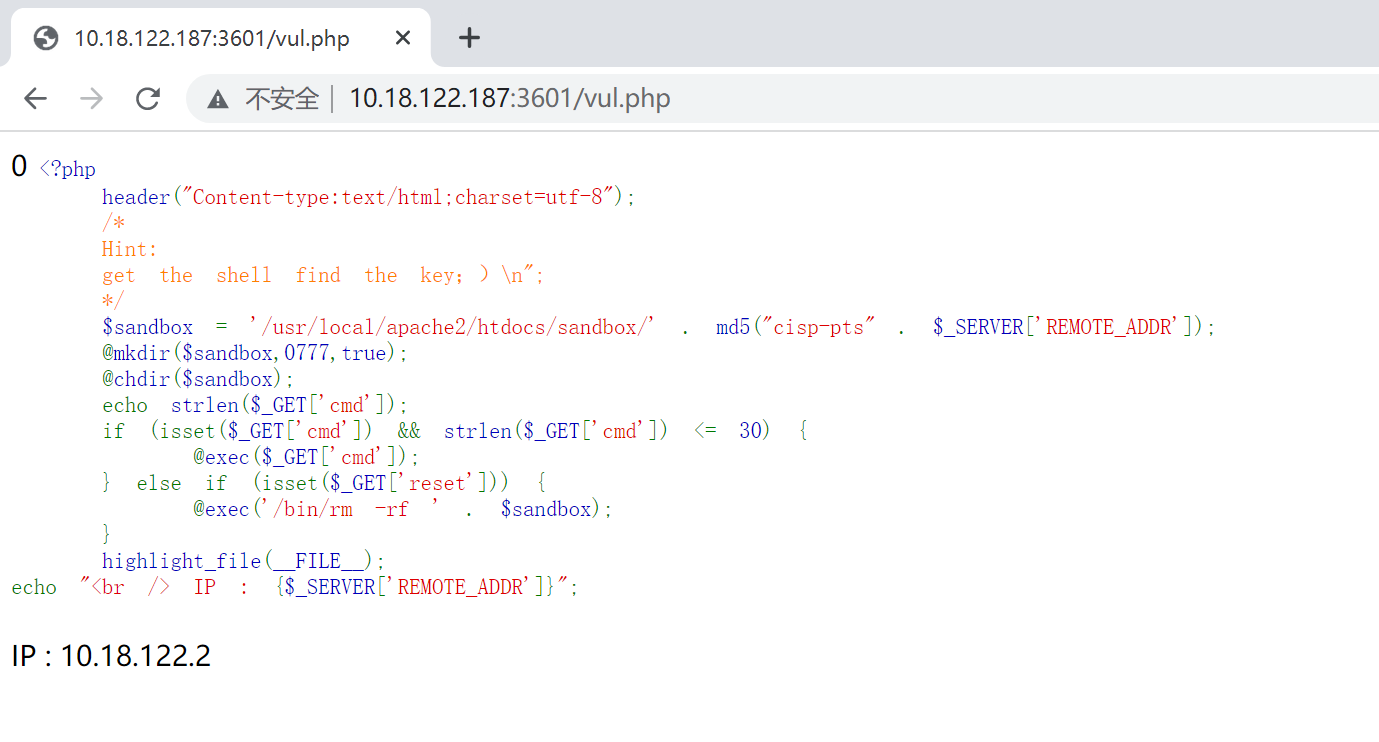 10.18.122.187:3601/vul.php
不安全 10.18.122.187:3601/vul.php
0 <?php
header("Content-type:text/html;charset=utf-8");
/*
Hint:
get the shell find the key；）\n";
*/
$sandbox = '/usr/local/apache2/htdocs/sandbox/' . md5("cisp-pts" . $_SERVER['REMOTE_ADDR']);
@mkdir($sandbox,0777,true);
@chdir($sandbox);
echo strlen($_GET['cmd']);
if (isset($_GET['cmd']) && strlen($_GET['cmd']) <= 30) {
@exec($_GET['cmd']);
} else if (isset($_GET['reset'])) {
@exec('/bin/rm -rf ' . $sandbox);
}
highlight_file(__FILE__);
echo "<br /> IP : {$_SERVER['REMOTE_ADDR']}";
IP : 10.18.122.2